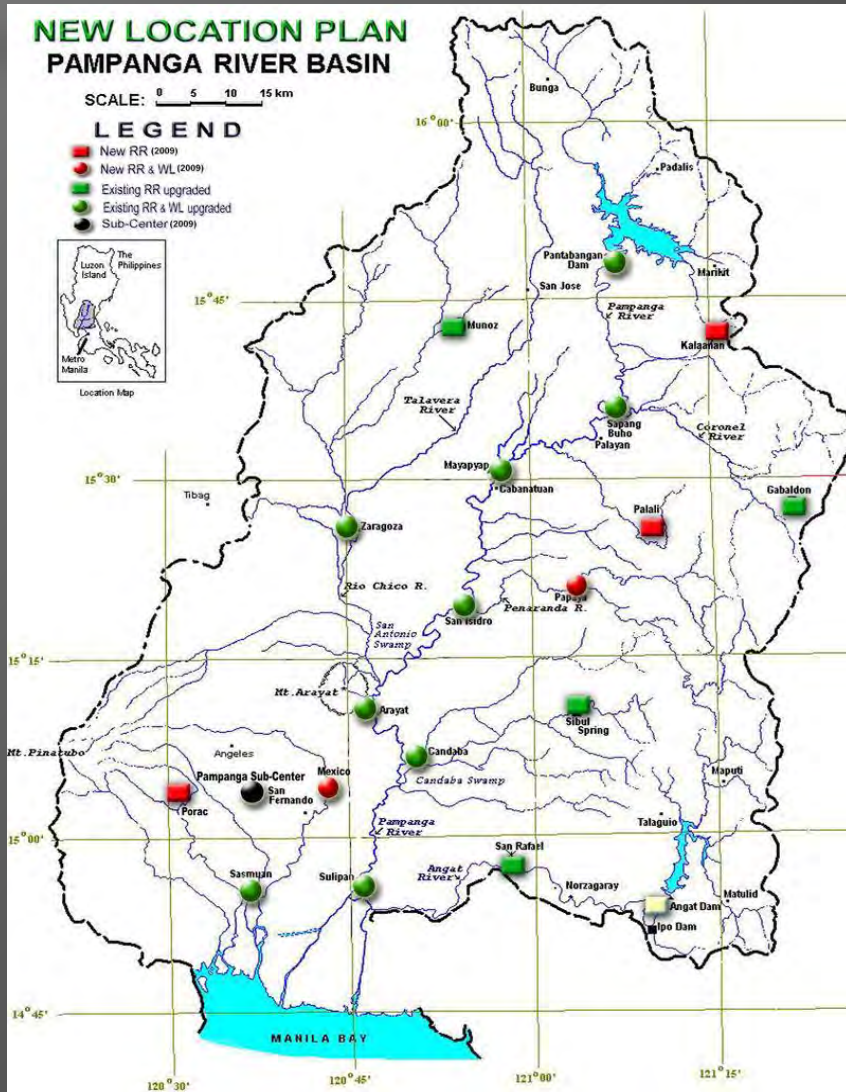 NEW LOCATION PLAN
PAMPANGA RIVER BASIN
SCALE: 0 5 10 15 km
LEGEND
New RR (2009)
New RR & WL (2009)
Existing RR upgraded
Existing RR & WL upgraded
Sub-Center (2009)
Luzon
Island
The
Philippines
Metro
Manila
Location Map
Bunga
16° 00'
Padalis
Pantabangan
Dam
Marikit
San Jose
15° 45'
Pampanga
River
Munoz
Talavera
River
Sapang
Buho
Palayan
Coronel
River
Mayapyap
15° 30'
Cabanatuan
Gabaldon
Tibag
Palali
Zaragoza
Rio Chico R.
Papaya
Penaranda R.
San Isidro
San
Antonio
Swamp
15° 15'
Mt.Arayat
Arayat
Sibul
Spring
Mt.Pinatubo
Angeles
Candaba
Candaba Swamp
Mexico
Pampanga Sub-Center
San
Fernando
Maputi
Porac
Talaguio
Pampanga
River
15° 00'
San Rafael
Sasmuan
Sulipan
Angat
River
Norzagaray
Matulid
Angat Dam
Ipo Dam
14° 45'
MANILA BAY
120° 30'
120° 45'
121° 00'
121° 15'